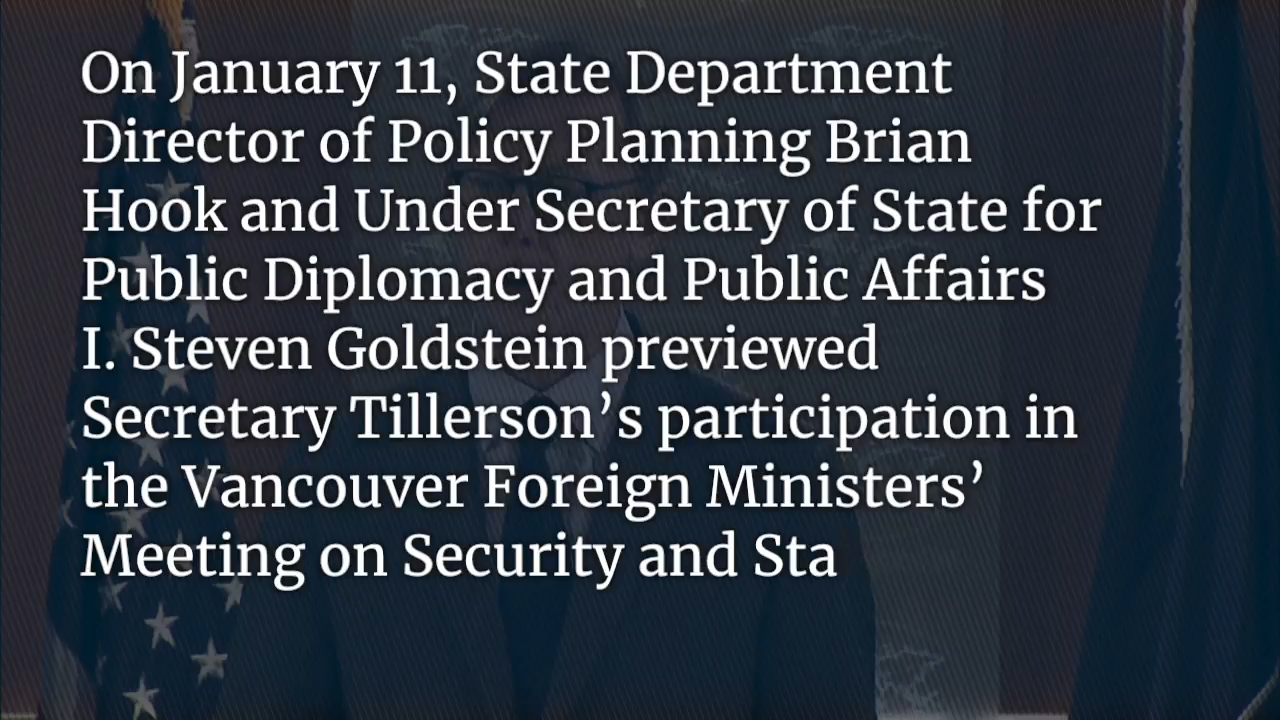 On January 11, State Department
Director of Policy Planning Brian
Hook and Under Secretary of State for
Public Diplomacy and Public Affairs
I. Steven Goldstein previewed
Secretary Tillerson’s participation in
the Vancouver Foreign Ministers’
Meeting on Security and Sta